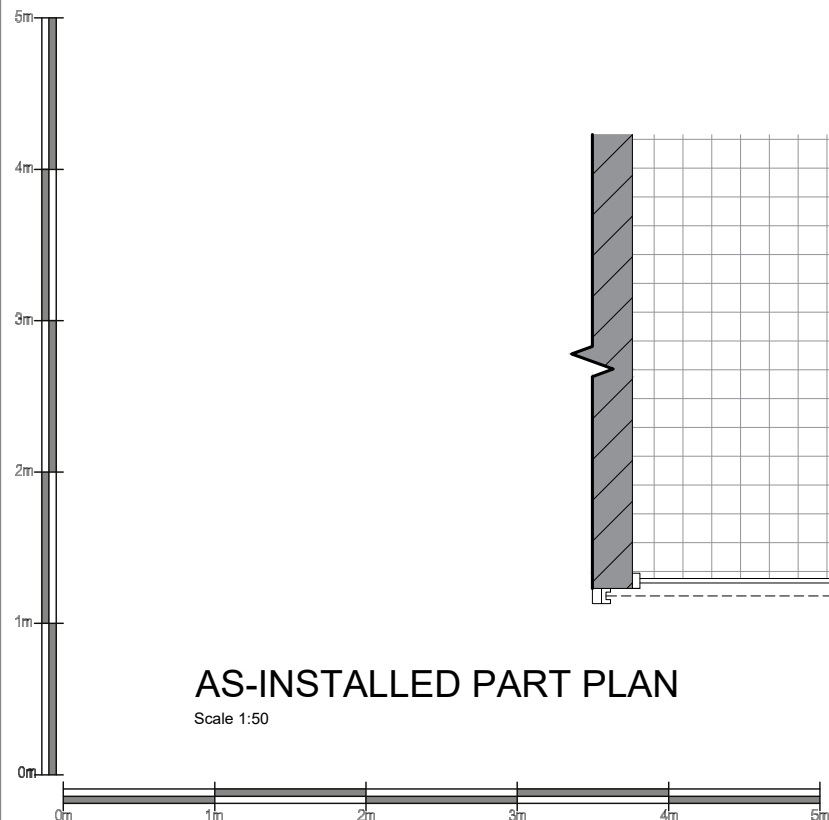 5m
4m
3m
2m
1m
AS-INSTALLED PART PLAN
Scale 1:50
0m
0m 1m 2m 3m 4m 5m